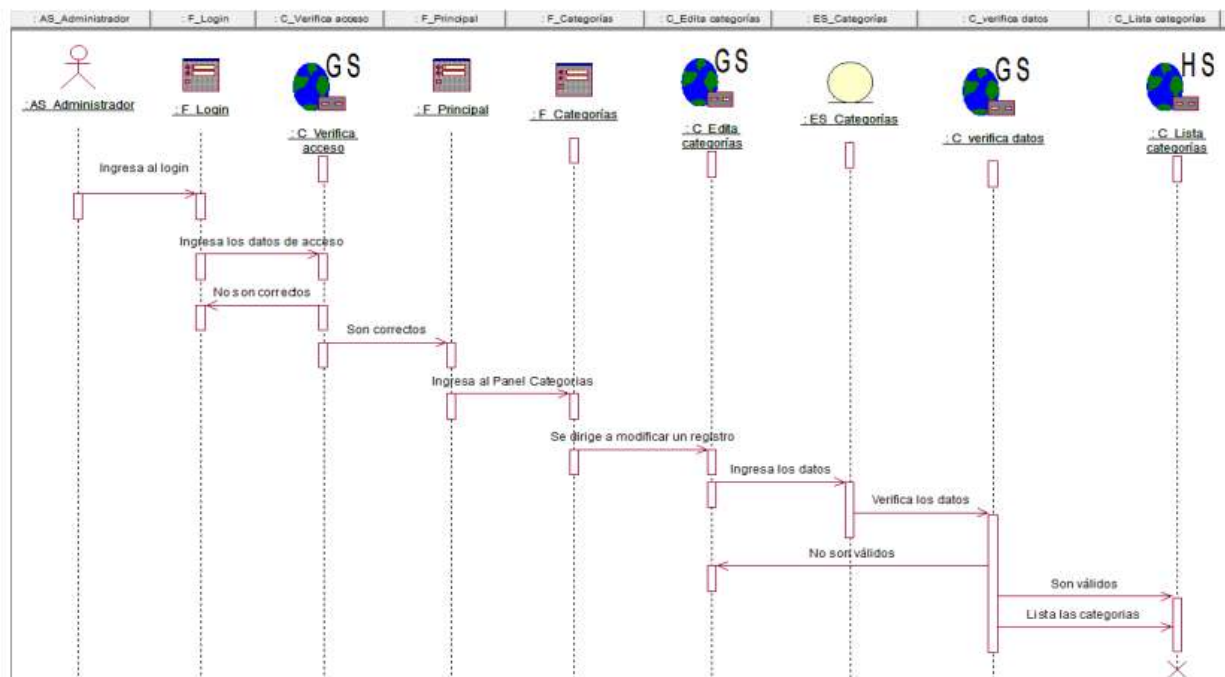 : AS_Administrador
: F_Login
: C_Verifica acceso
: F_Principal
: F_Categorías
: C_Edita categorías
: ES_Categorías
: C_verifica datos
: C_Lista categorías
GS
GS
GS
HS
: AS_Administrador
: F_Login
: C_Verifica
acceso
: F_Principal
: F_Categorías
: C_Edita
categorías
: ES_Categorías
: C_verifica datos
: C_Lista
categorías
Ingresa al login
Ingresa los datos de acceso
No son correctos
Son correctos
Ingresa al Panel Categorias
Se dirige a modificar un registro
Ingresa los datos
Verifica los datos
No son válidos
Son válidos
Lista las categorias